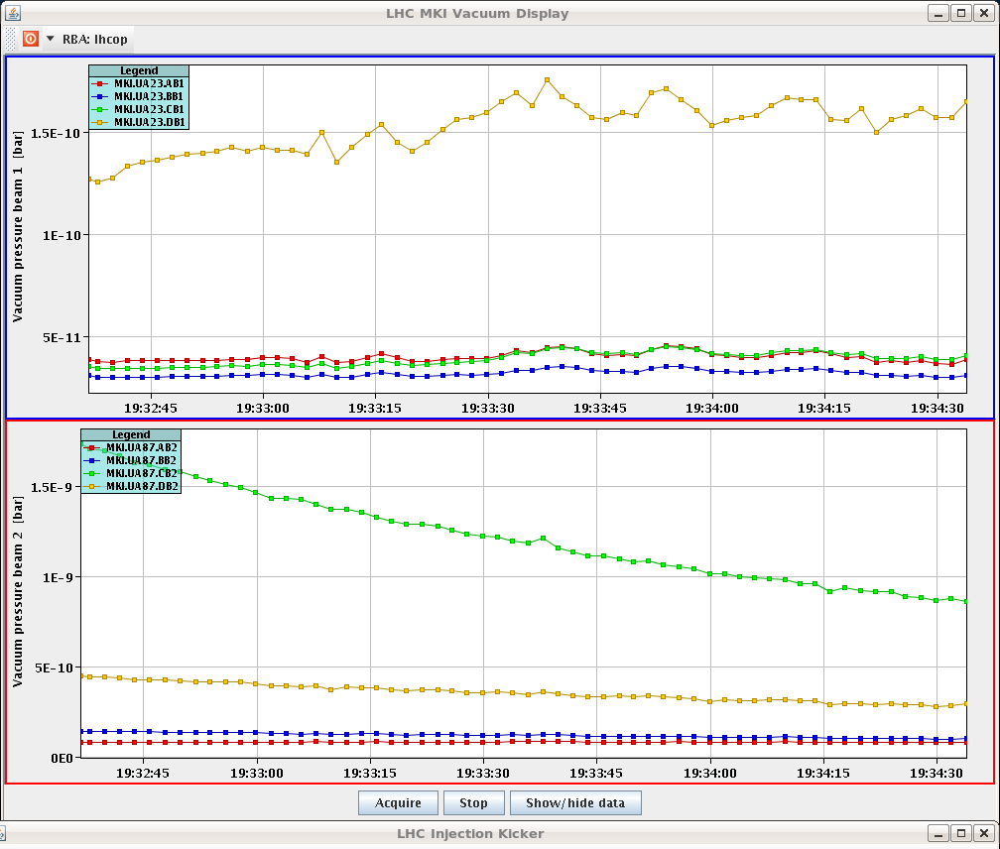 LHC MKI Vacuum Display
RBA: lhcop
Vacuum pressure beam 1 [bar]
Legend
MKI.UA23.AB1
MKI.UA23.BB1
MKI.UA23.CB1
MKI.UA23.DB1
1.5E-10
1E-10
5E-11
19:32:45 19:33:00 19:33:15 19:33:30 19:33:45 19:34:00 19:34:15 19:34:30
Vacuum pressure beam 2 [bar]
Legend
MKI.UA87.AB2
MKI.UA87.BB2
MKI.UA87.CB2
MKI.UA87.DB2
1.5E-9
1E-9
5E-10
0E0
19:32:45 19:33:00 19:33:15 19:33:30 19:33:45 19:34:00 19:34:15 19:34:30
Acquire Stop Show/hide data
LHC Injection Kicker